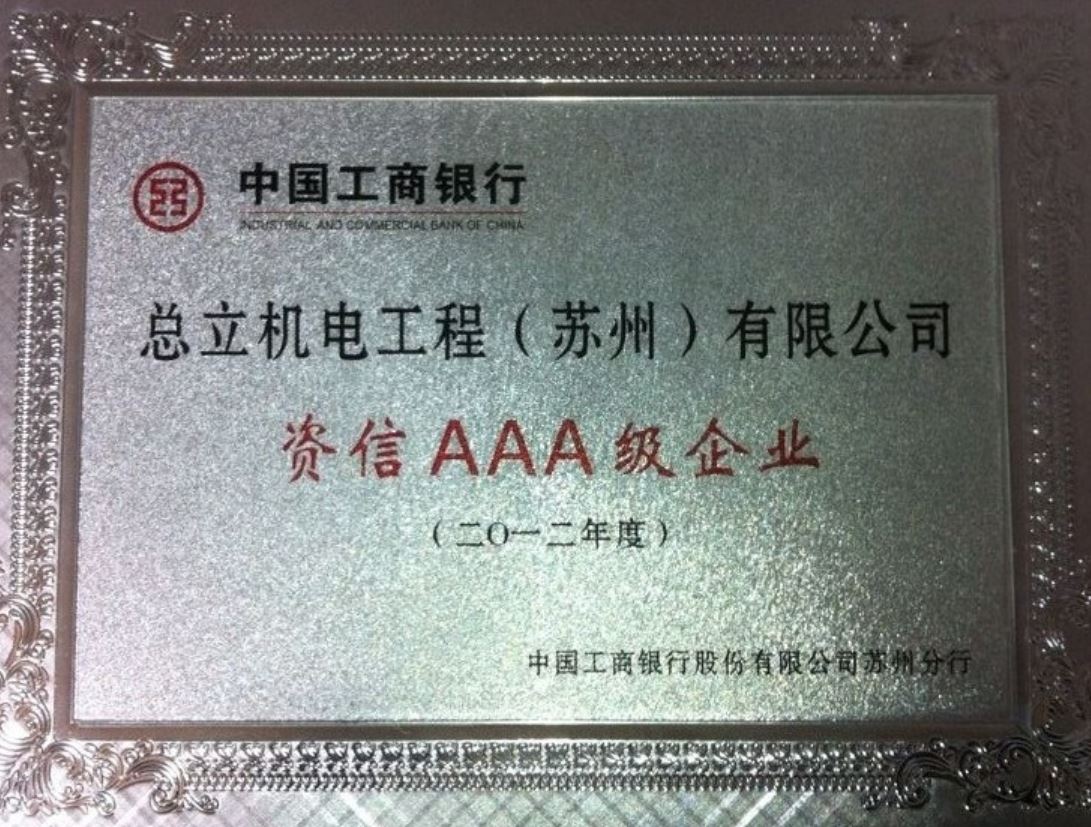 中国工商银行
INDUSTRIAL AND COMMERCIAL BANK OF CHINA
总立机电工程（苏州）有限公司
资信AAA级企业
（二O一二年度）
中国工商银行股份有限公司苏州分行